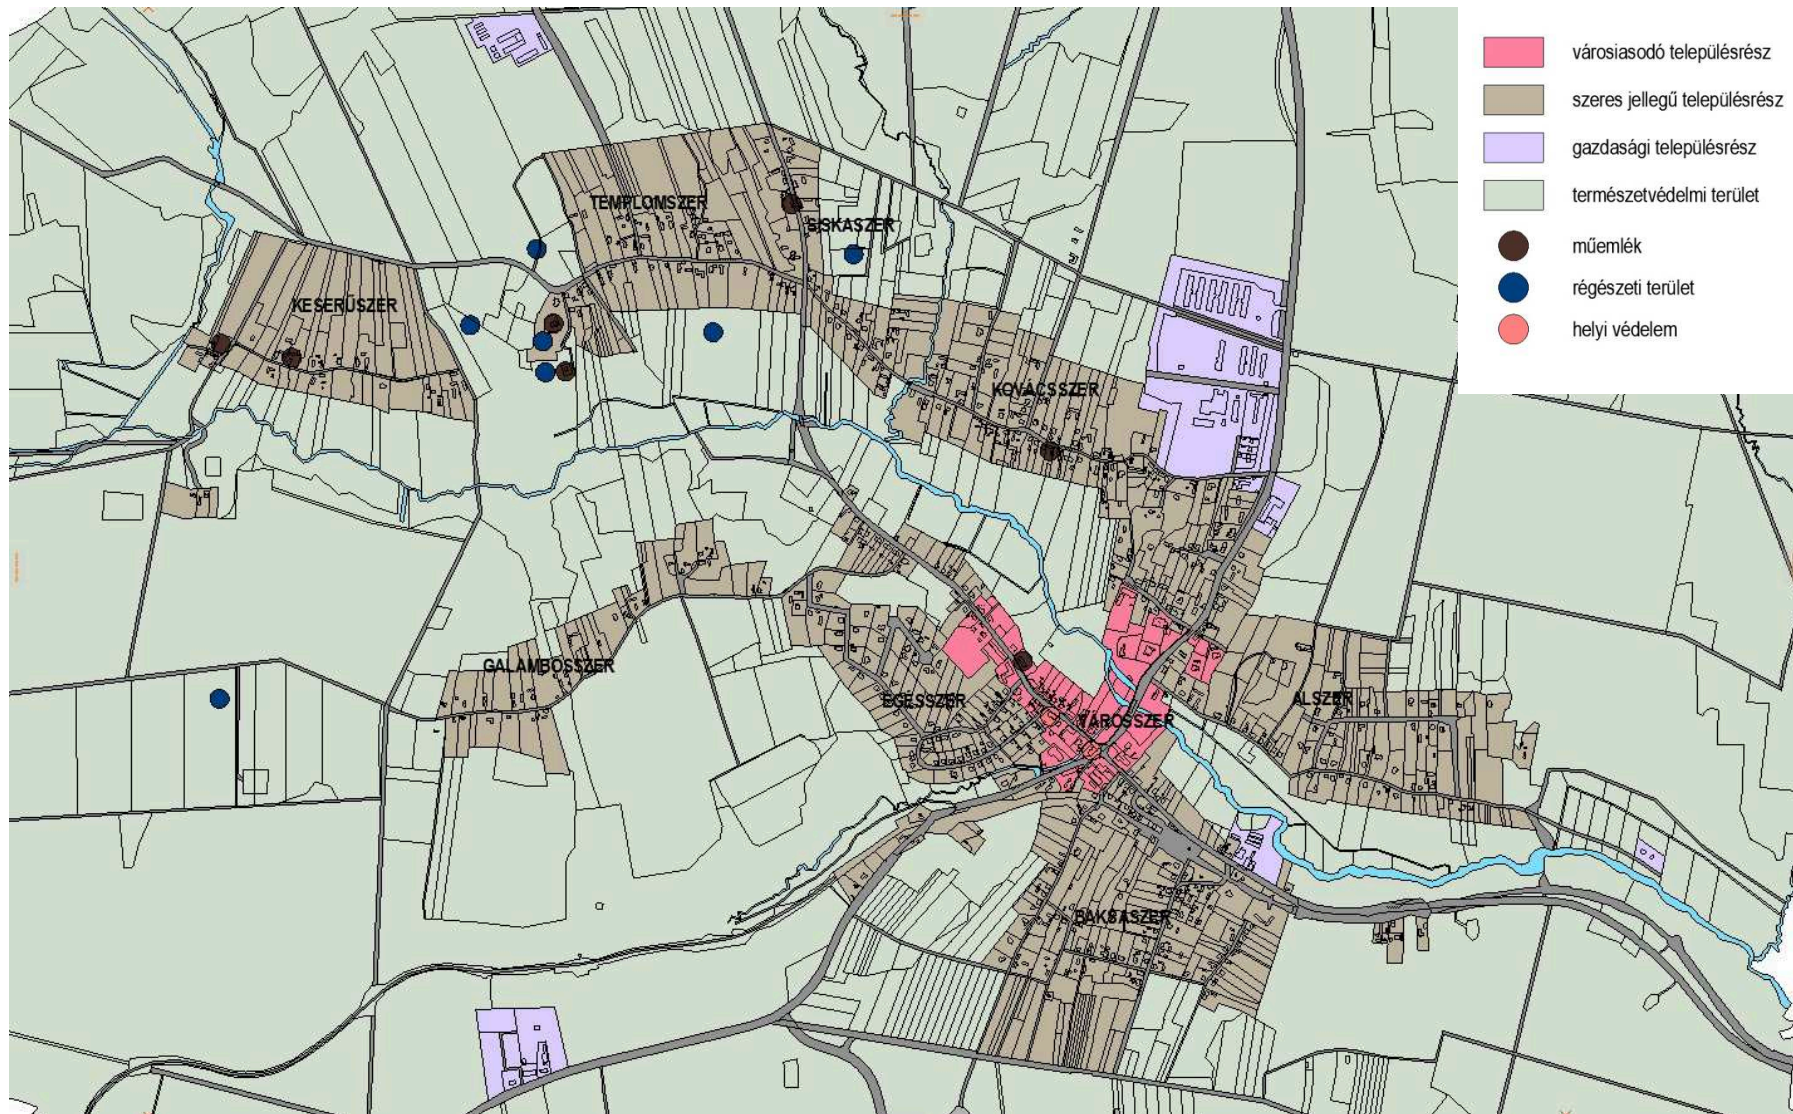 városiasodó településrész
szeres jellegű településrész
gazdasági településrész
természetvédelmi terület
műemlék
régészeti terület
helyi védelem
TEMPLOMSZER
SISKASZER
KESERŰSZER
KOVÁCSSZER
GALAMBOSSZER
EGESSZER
VÁROSSZER
ALSZER
BAKSASZER